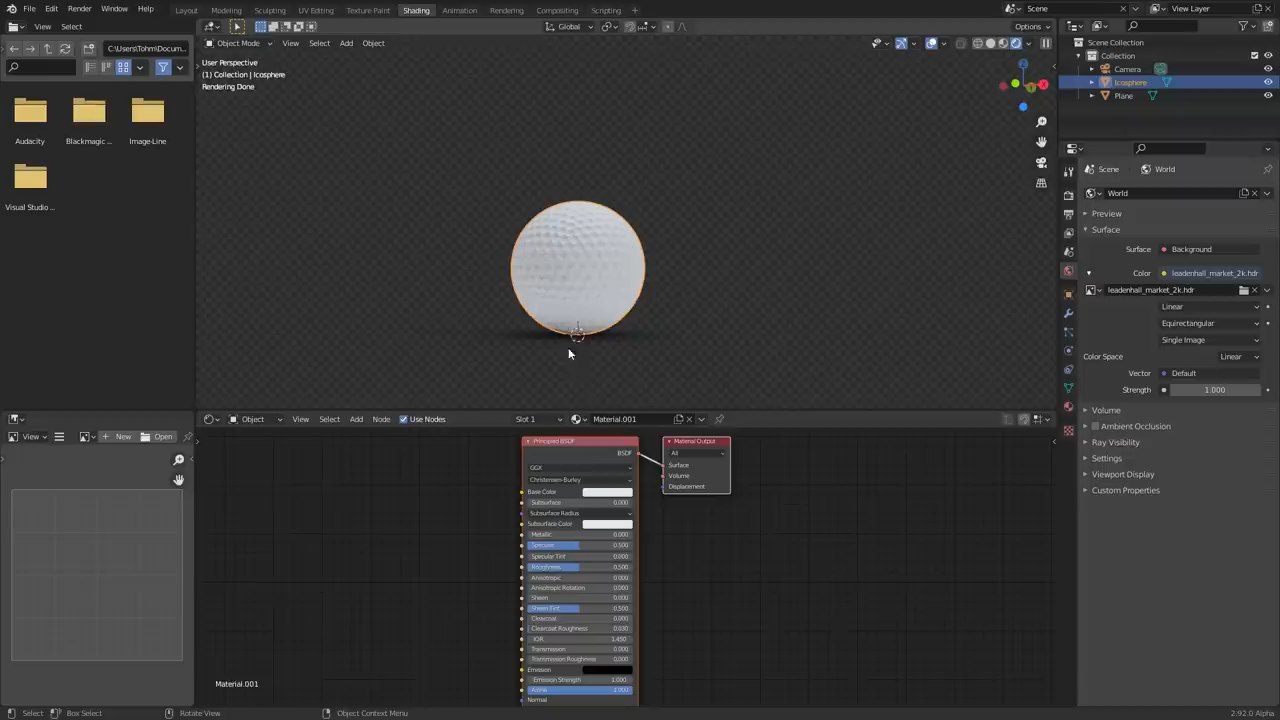 File Edit Render Window Help Layout Modeling Sculpting UV Editing Texture Paint Shading Animation Rendering Compositing Scripting Scene View Layer
View Select Global Options
C:\Users\Tohm\Docum... Object Mode View Select Add Object Scene Collection
Collection
User Perspective
(1) Collection | Icosphere
Rendering Done
Camera
Icosphere
Plane
Audacity Blackmagic ... Image-Line
Visual Studio ...
Scene World
World
Preview
Surface
Surface Background
Color leadenhall_market_2k.hdr
leadenhall_market_2k.hdr
Linear
Equirectangular
Single Image
Color Space Linear
Vector Default
Strength 1.000
Volume
Ambient Occlusion
Ray Visibility
Settings
Viewport Display
Custom Properties
Object View Select Add Node Use Nodes Slot 1 Material.001
View New Open
Principled BSDF
BSDF
GGX
Christensen-Burley
Base Color
Subsurface 0.000
Subsurface Radius
Subsurface Color
Metallic 0.000
Specular 0.500
Specular Tint 0.000
Roughness 0.500
Anisotropic 0.000
Anisotropic Rotation 0.000
Sheen 0.000
Sheen Tint 0.500
Clearcoat 0.000
Clearcoat Roughness 0.030
IOR 1.450
Transmission 0.000
Transmission Roughness 0.000
Emission
Emission Strength 1.000
Alpha 1.000
Normal
Material Output
All
Surface
Volume
Displacement
Material.001
Select Box Select Rotate View Object Context Menu 2.92.0 Alpha